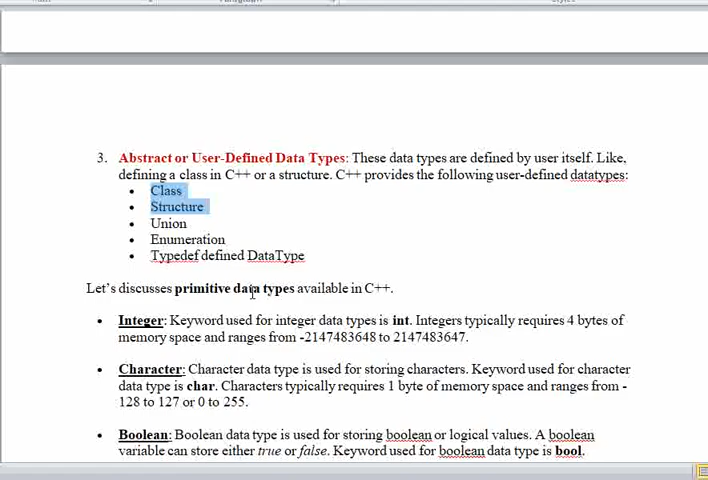 3. Abstract or User-Defined Data Types: These data types are defined by user itself. Like,
defining a class in C++ or a structure. C++ provides the following user-defined datatypes:
• Class
• Structure
• Union
• Enumeration
• Typedef defined DataType
Let's discusses primitive data types available in C++.
• Integer: Keyword used for integer data types is int. Integers typically requires 4 bytes of
memory space and ranges from -2147483648 to 2147483647.
• Character: Character data type is used for storing characters. Keyword used for character
data type is char. Characters typically requires 1 byte of memory space and ranges from -
128 to 127 or 0 to 255.
• Boolean: Boolean data type is used for storing boolean or logical values. A boolean
variable can store either true or false. Keyword used for boolean data type is bool.